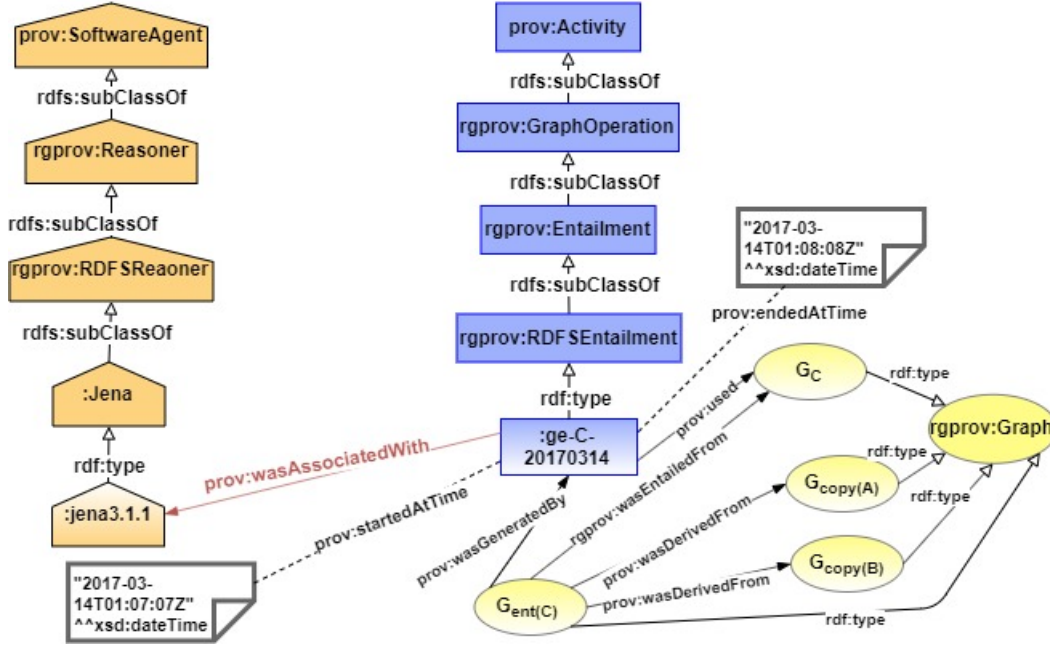 prov:SoftwareAgent
prov:Activity
rdfs:subClassOf
rdfs:subClassOf
rgprov:Reasoner
rgprov:GraphOperation
rdfs:subClassOf
rdfs:subClassOf
rgprov:RDFSReaoner
rgprov:Entailment
"2017-03-
14T01:08:08Z"
^^xsd:dateTime
rdfs:subClassOf
rdfs:subClassOf
prov:endedAtTime
rgprov:RDFSEntailment
:Jena
rdf:type
prov:used
GC
rdf:type
rdf:type
prov:wasAssociatedWith
:ge-C-
20170314
rgprov:Graph
:jena3.1.1
prov:startedAtTime
prov:wasGeneratedBy
rgprov:wasEntailedFrom
prov:wasDerivedFrom
Gcopy(A)
rdf:type
rdf:type
"2017-03-
14T01:07:07Z"
^^xsd:dateTime
Gent(C)
prov:wasDerivedFrom
Gcopy(B)
rdf:type